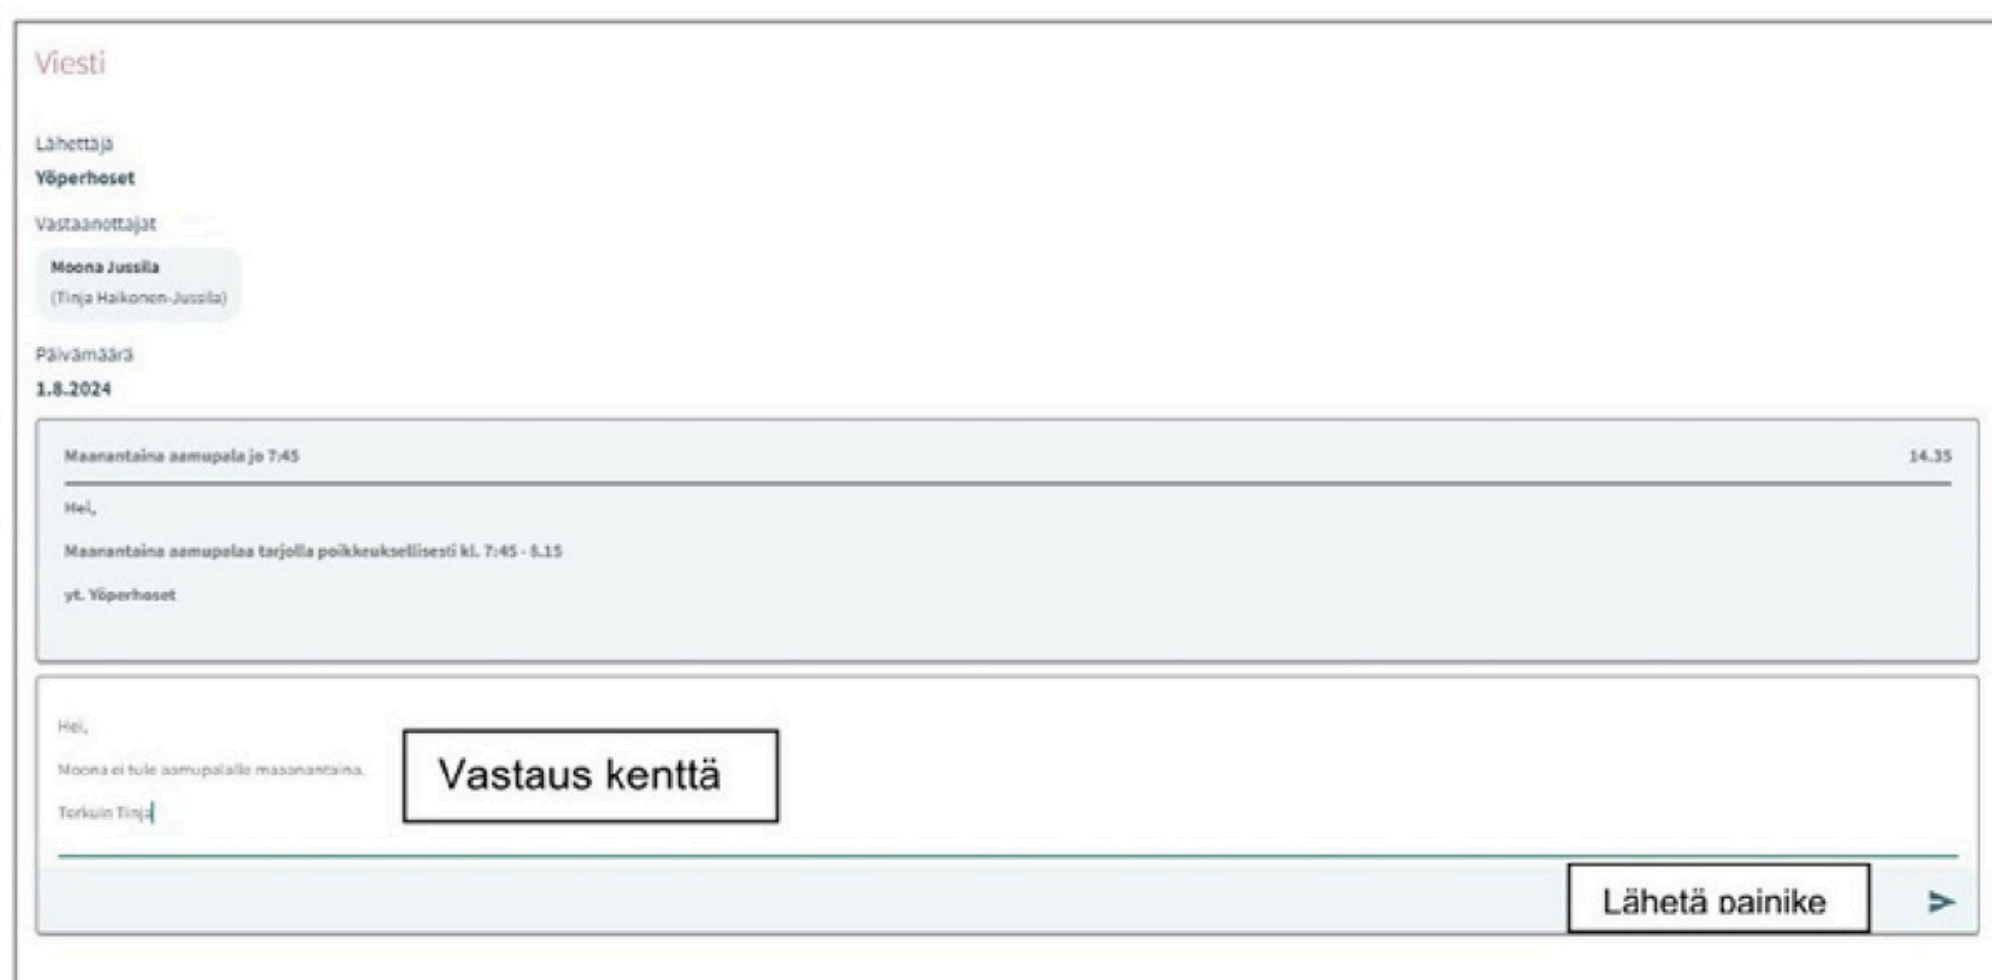 Viesti
Lähettäjä
Yöperhoset
Vastaanottajat
Moona Jussila
(Tinja Haikonen-Jussila)
Päivämäärä
1.8.2024
Maanantaina aamupala jo 7:45 14.35
Hei,
Maanantaina aamupalaa tarjolla poikkeuksellisesti kl. 7:45 - 8.15
yt. Yöperhoset
Hei,
Moona ei tule aamupalalle maanantaina.
Terkuin Tinja
Vastaus kenttä
Lähetä painike